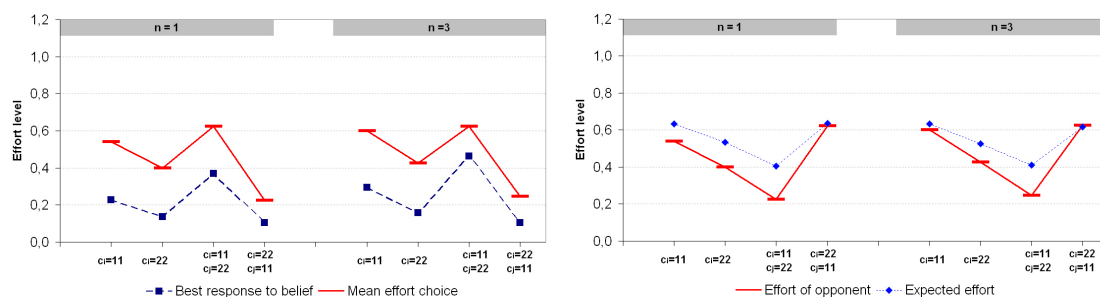 1,2
n = 1
n =3
1,0
0,8
0,6
0,4
0,2
0,0
Effort level
cᵢ=11
cᵢ=22
cᵢ=11
cⱼ=22
cᵢ=22
cⱼ=11
cᵢ=11
cᵢ=22
cᵢ=11
cⱼ=22
cᵢ=22
cⱼ=11
Best response to belief
Mean effort choice
1,2
n = 1
n =3
1,0
0,8
0,6
0,4
0,2
0,0
Effort level
cᵢ=11
cᵢ=22
cᵢ=11
cⱼ=22
cᵢ=22
cⱼ=11
cᵢ=11
cᵢ=22
cᵢ=11
cⱼ=22
cᵢ=22
cⱼ=11
Effort of opponent
Expected effort